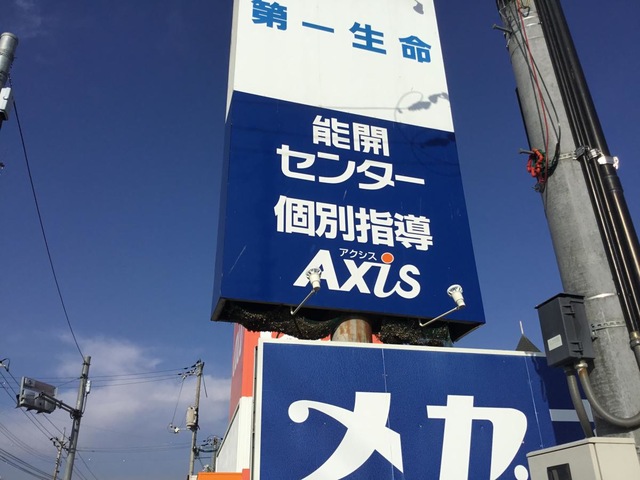 第一生命
能開
センター
個別指導
アクシス
AXis
メガ